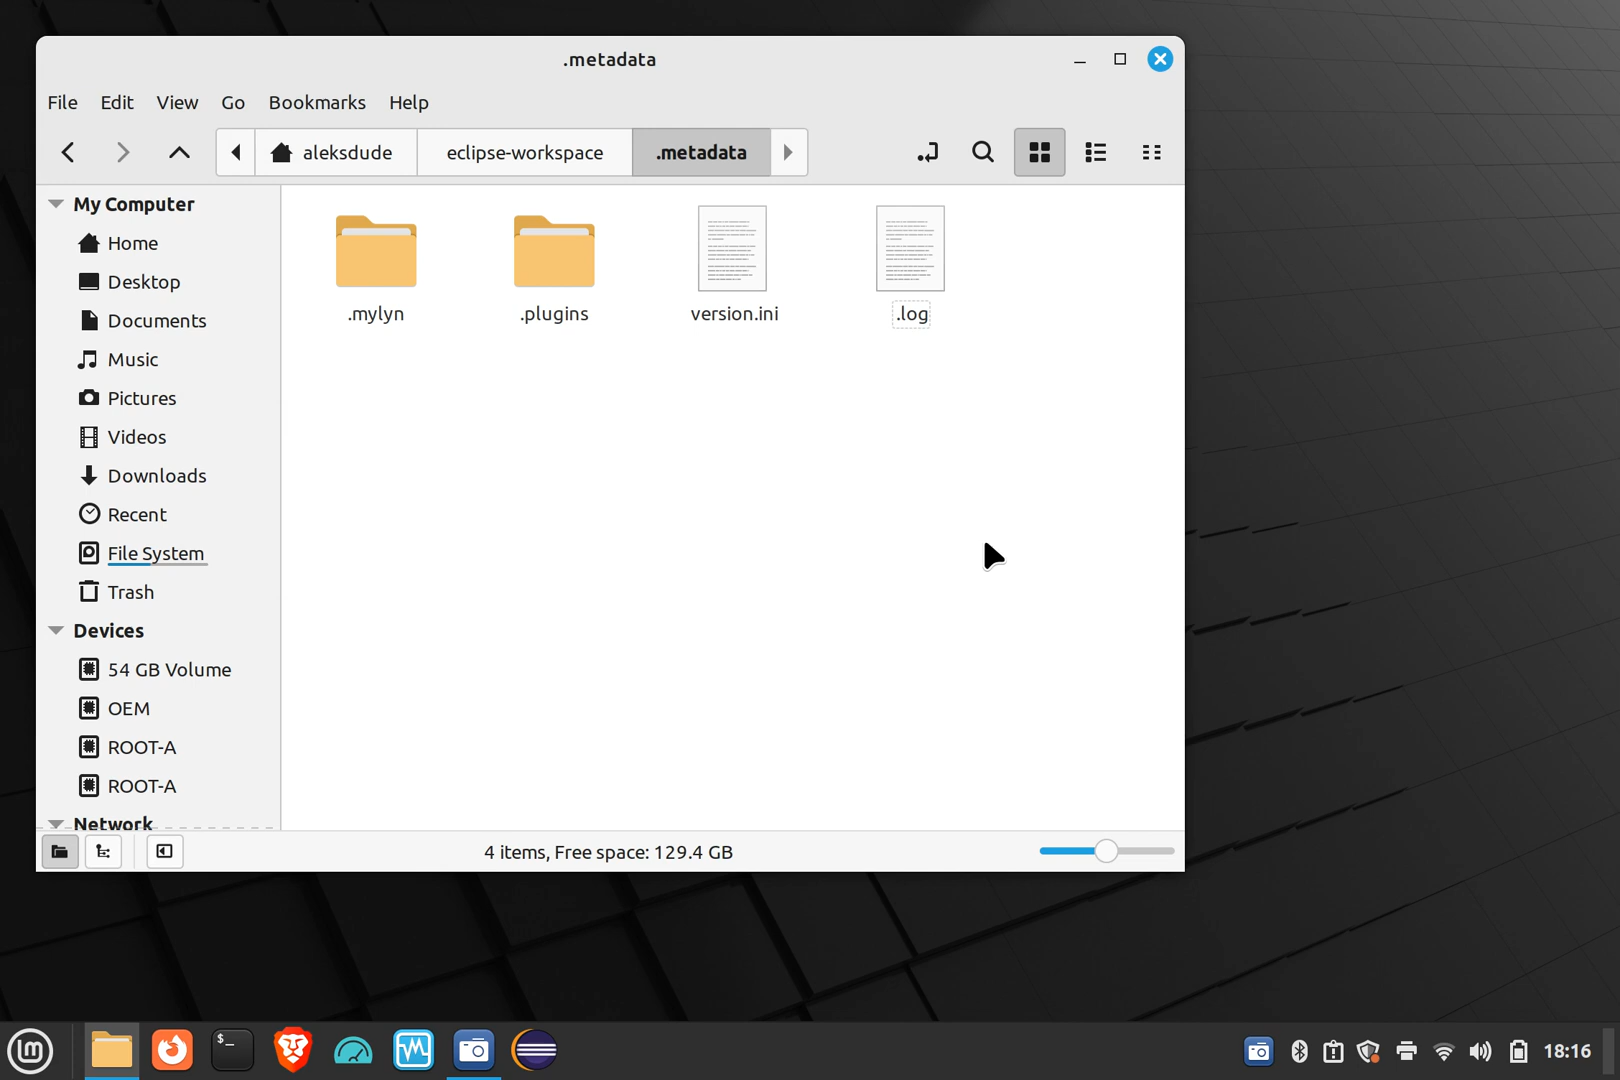 .metadata
File Edit View Go Bookmarks Help
aleksdude eclipse-workspace .metadata
My Computer
Home
Desktop
Documents
Music
Pictures
Videos
Downloads
Recent
File System
Trash
Devices
54 GB Volume
OEM
ROOT-A
ROOT-A
Network
.mylyn .plugins version.ini .log
4 items, Free space: 129.4 GB
$_
18:16